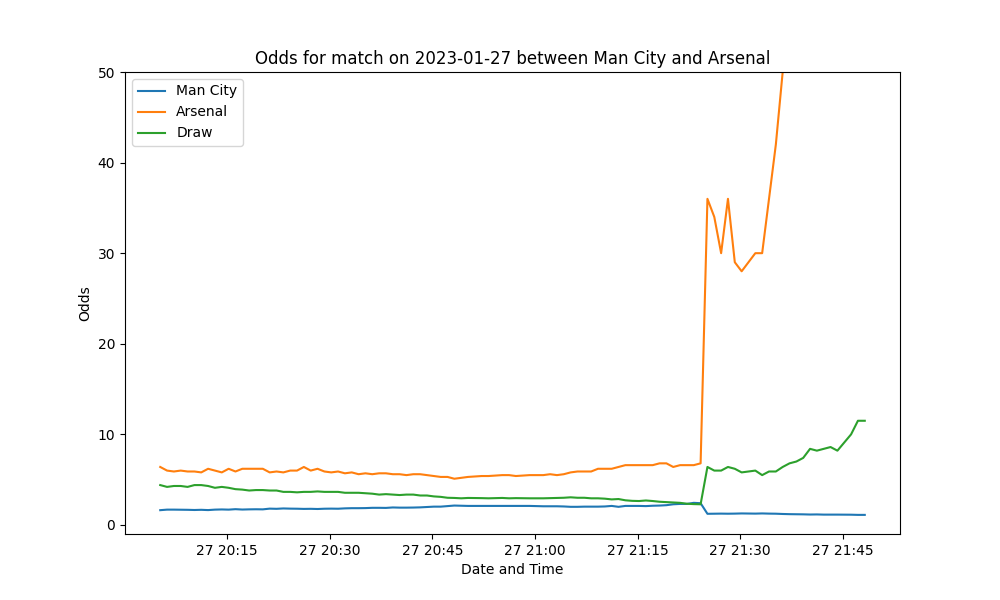 Odds for match on 2023-01-27 between Man City and Arsenal
50
40
30
20
10
0
Odds
Man City
Arsenal
Draw
27 20:15 27 20:30 27 20:45 27 21:00 27 21:15 27 21:30 27 21:45
Date and Time